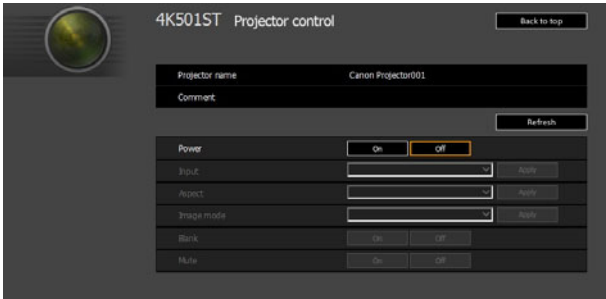 4K501ST Projector control
Back to top
Projector name Canon Projector001
Comment
Refresh
Power On Off
Input Apply
Aspect Apply
Image mode Apply
Blank On Off
Mute On Off